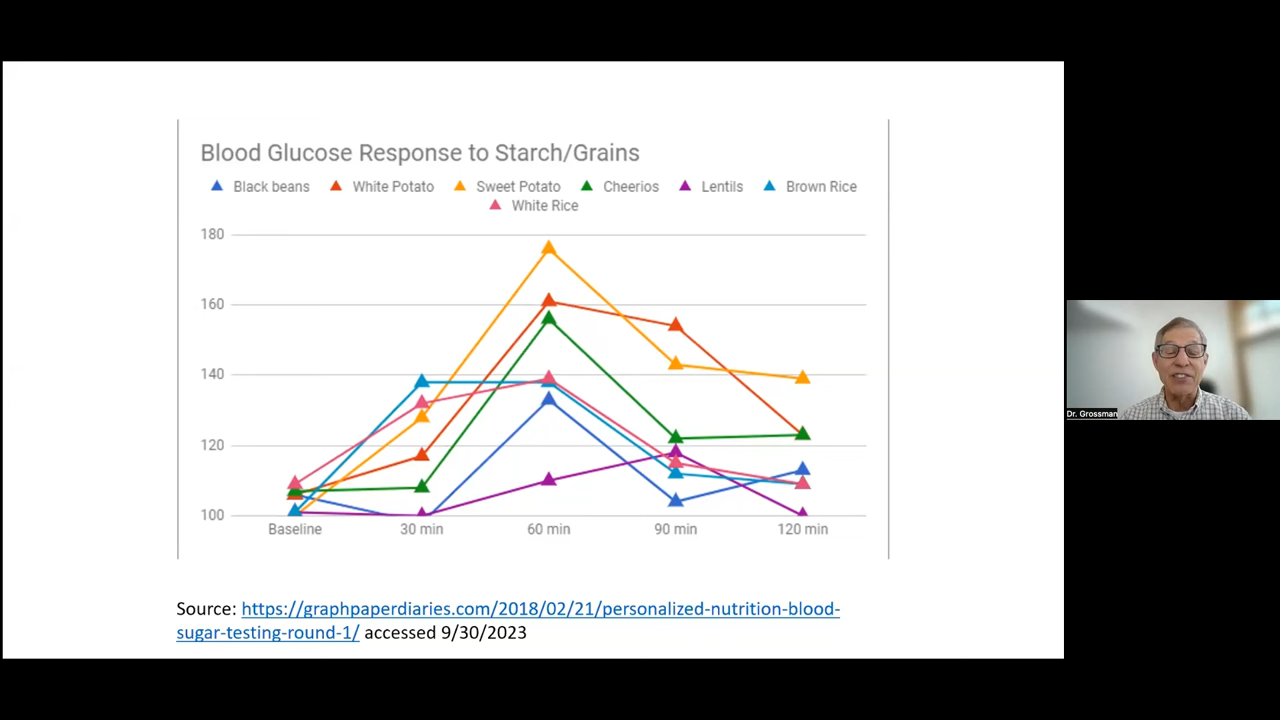 Blood Glucose Response to Starch/Grains
Black beans White Potato Sweet Potato Cheerios Lentils Brown Rice
White Rice
180
160
140
120
100
Baseline 30 min 60 min 90 min 120 min
Source: https://graphpaperdiaries.com/2018/02/21/personalized-nutrition-blood-
sugar-testing-round-1/ accessed 9/30/2023
Dr. Grossman